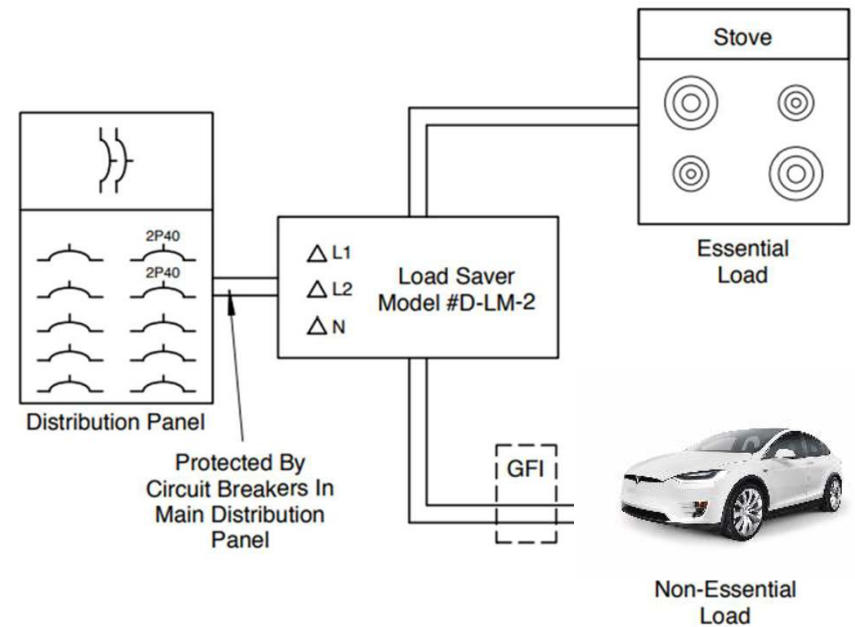 Stove
2P40
2P40
L1
L2
N
Load Saver
Model #D-LM-2
Essential
Load
Distribution Panel
Protected By
Circuit Breakers In
Main Distribution
Panel
GFI
Non-Essential
Load